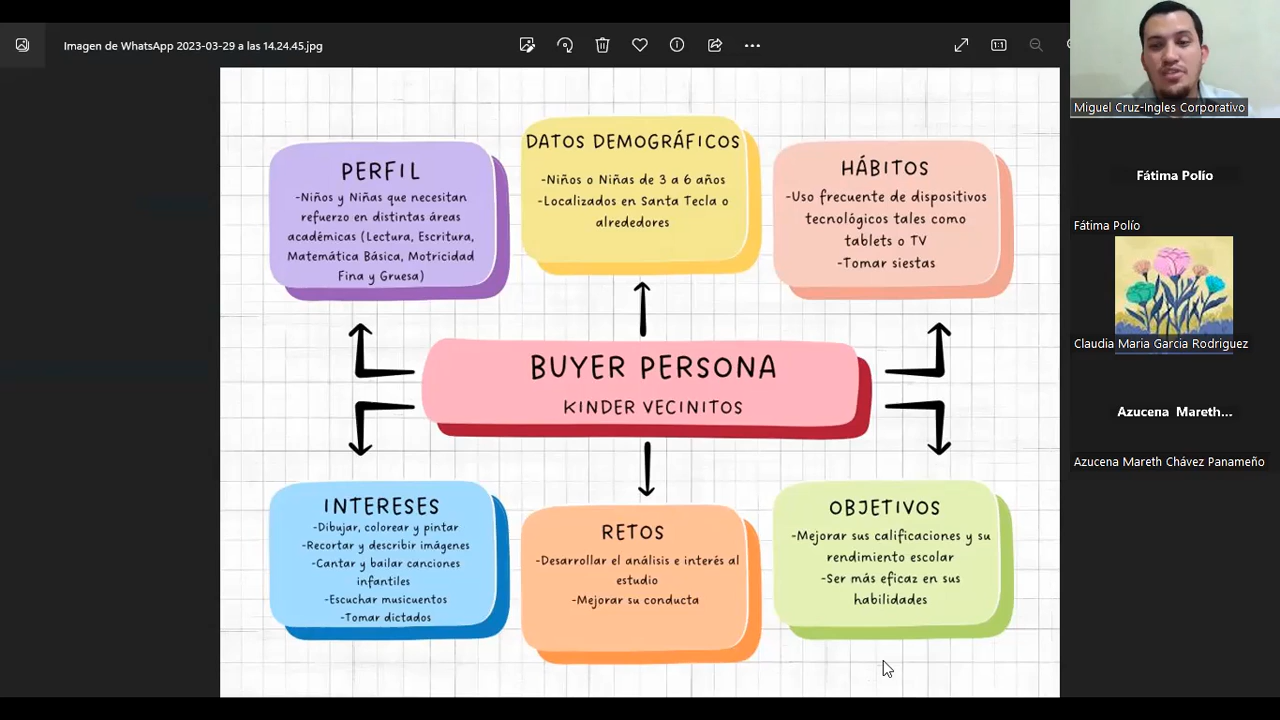 Imagen de WhatsApp 2023-03-29 a las 14.24.45.jpg
1:1
DATOS DEMOGRÁFICOS
-Niños o Niñas de 3 a 6 años
-Localizados en Santa Tecla o
alrededores
PERFIL
-Niños y Niñas que necesitan
refuerzo en distintas áreas
académicas (Lectura, Escritura,
Matemática Básica, Motricidad
Fina y Gruesa)
HÁBITOS
-Uso frecuente de dispositivos
tecnológicos tales como
tablets o TV
-Tomar siestas
BUYER PERSONA
KINDER VECINITOS
INTERESES
-Dibujar, colorear y pintar
-Recortar y describir imágenes
-Cantar y bailar canciones
infantiles
-Escuchar musicuentos
-Tomar dictados
RETOS
-Desarrollar el análisis e interés al
estudio
-Mejorar su conducta
OBJETIVOS
-Mejorar sus calificaciones y su
rendimiento escolar
-Ser más eficaz en sus
habilidades
Miguel Cruz-Ingles Corporativo
Fátima Polío
Fátima Polío
Claudia Maria Garcia Rodriguez
Azucena Mareth...
Azucena Mareth Chávez Panameño